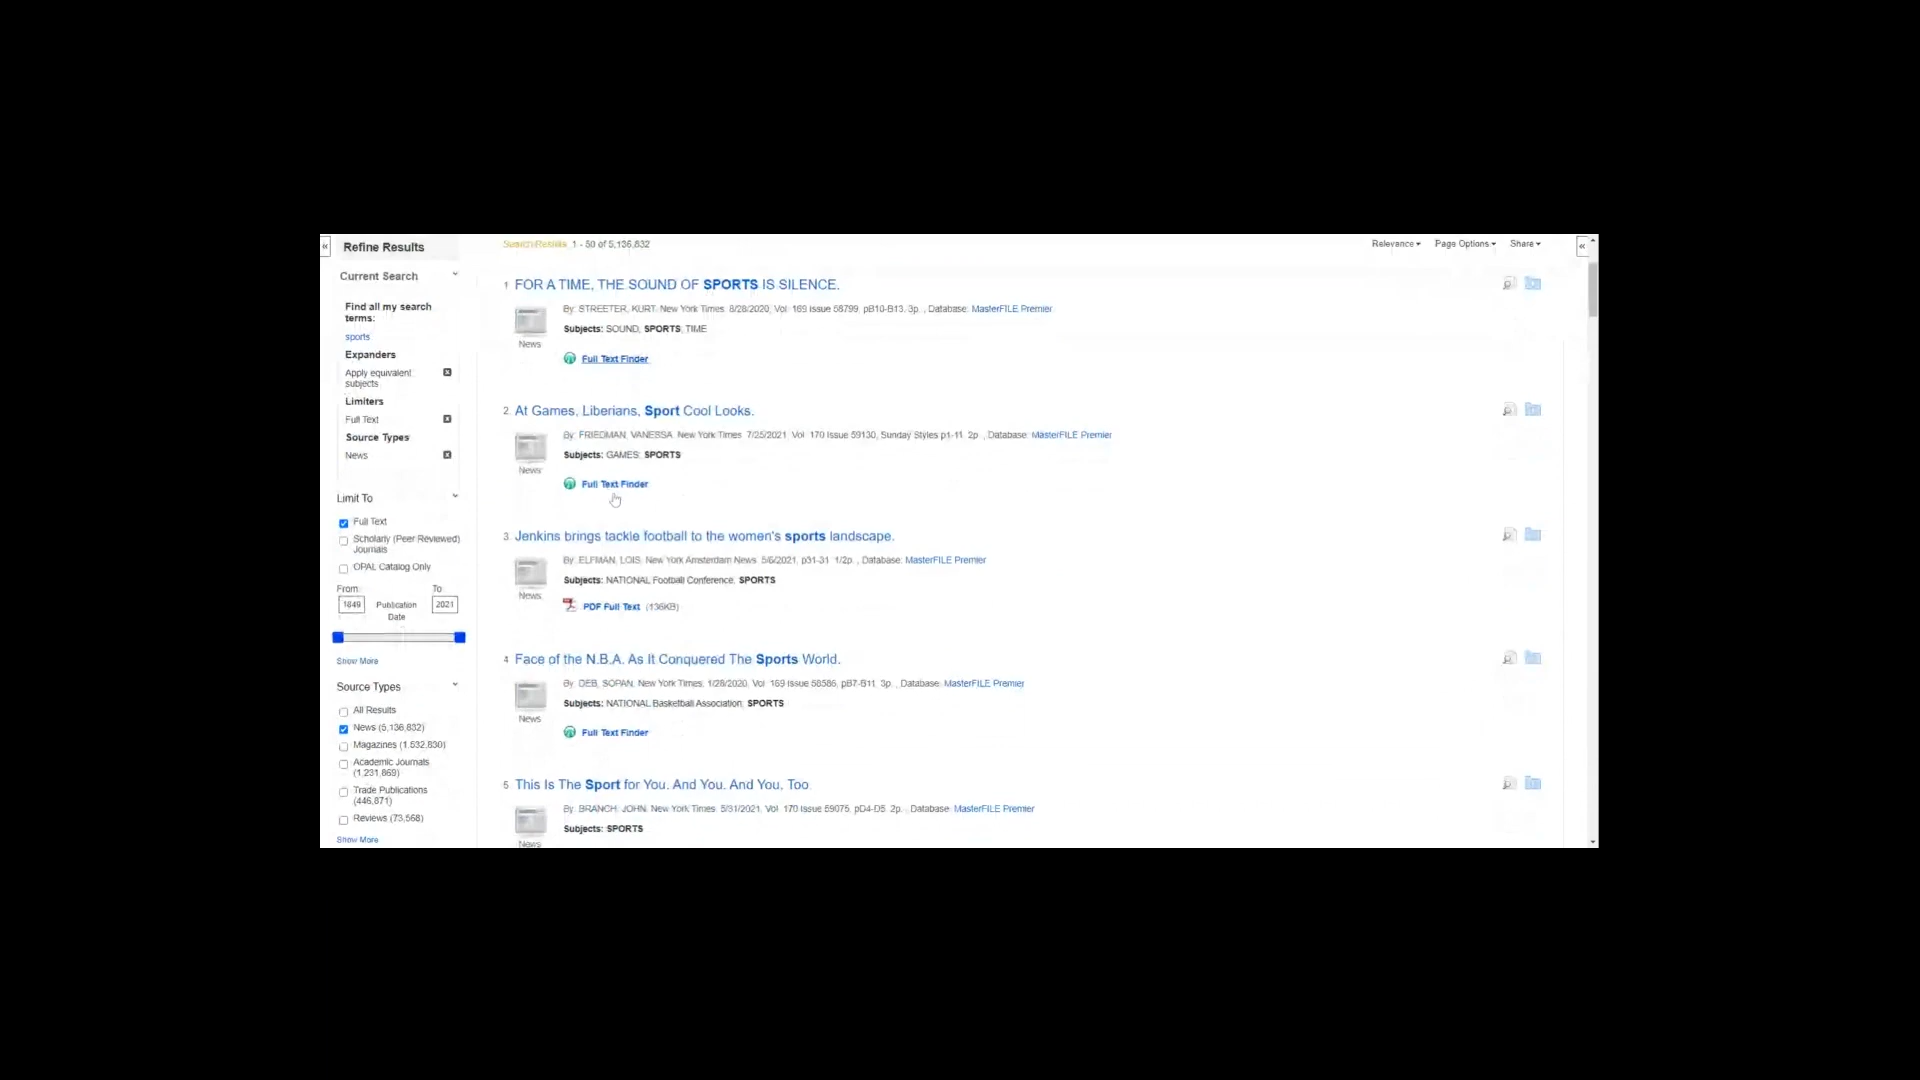 Refine Results
Search Results 1 - 50 of 5,136,832
Relevance Page Options Share
Current Search
Find all my search
terms:
sports
Expanders
Apply equivalent
subjects
Limiters
Full Text
Source Types
News
Limit To
Full Text
Scholarly (Peer Reviewed)
Journals
OPAL Catalog Only
From: To
1849 Publication 2021
Date
Show More
Source Types
All Results
News (5,136,832)
Magazines (1,532,830)
Academic Journals
(1,231,869)
Trade Publications
(446,871)
Reviews (73,568)
Show More
1 FOR A TIME, THE SOUND OF SPORTS IS SILENCE.
By: STREETER, KURT. New York Times. 8/28/2020, Vol. 169 Issue 58799, pB10-B13. 3p. , Database: MasterFILE Premier
Subjects: SOUND; SPORTS; TIME
News
Full Text Finder
2. At Games, Liberians, Sport Cool Looks.
By: FRIEDMAN, VANESSA. New York Times. 7/25/2021, Vol. 170 Issue 59130, Sunday Styles p1-11. 2p. , Database: MasterFILE Premier
Subjects: GAMES; SPORTS
News
Full Text Finder
3. Jenkins brings tackle football to the women's sports landscape.
By: ELFMAN, LOIS. New York Amsterdam News. 5/6/2021, p31-31. 1/2p. , Database: MasterFILE Premier
Subjects: NATIONAL Football Conference; SPORTS
News
PDF Full Text (136KB)
4 Face of the N.B.A. As It Conquered The Sports World.
By: DEB, SOPAN. New York Times. 1/28/2020, Vol. 169 Issue 58586, pB7-B11. 3p. , Database: MasterFILE Premier
Subjects: NATIONAL Basketball Association; SPORTS
News
Full Text Finder
5 This Is The Sport for You. And You. And You, Too.
By: BRANCH, JOHN. New York Times. 5/31/2021, Vol. 170 Issue 59075, pD4-D5. 2p. , Database: MasterFILE Premier
Subjects: SPORTS
News